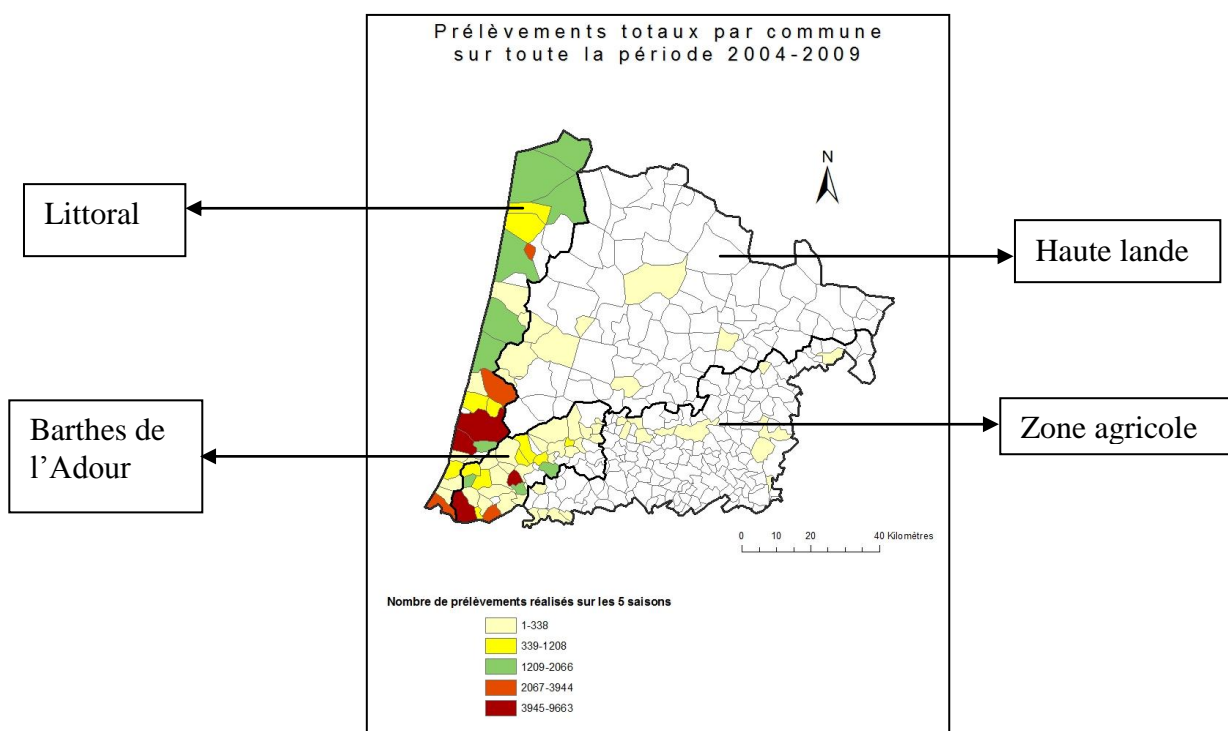 Prélèvements totaux par commune
sur toute la période 2004-2009
N
Littoral
Haute lande
Barthes de
l’Adour
Zone agricole
0 10 20 40 Kilomètres
Nombre de prélèvements réalisés sur les 5 saisons
1-338
339-1208
1209-2066
2067-3944
3945-9663